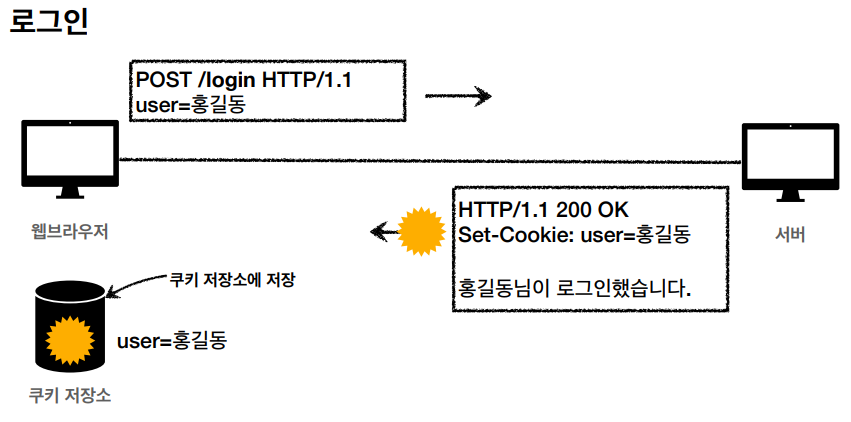 로그인
POST /login HTTP/1.1
user=홍길동
웹브라우저
서버
HTTP/1.1 200 OK
Set-Cookie: user=홍길동
홍길동님이 로그인했습니다.
쿠키 저장소에 저장
user=홍길동
쿠키 저장소